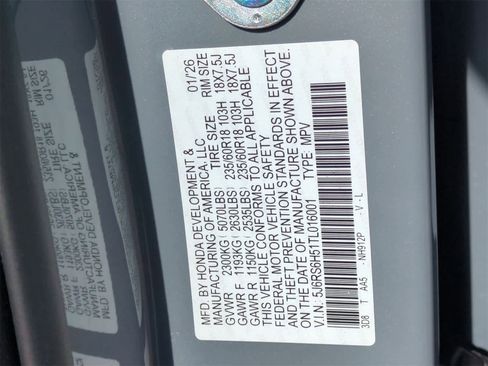 MFD. BY HONDA DEVELOPMENT &
MANUFACTURING OF AMERICA, LLC 01/26
TIRE SIZE RIM SIZE
GVWR 2300KG (5070LBS)
GAWR F 1193KG (2630LBS) 235/60R18 103H 18X7.5J
GAWR R 1150KG (2535LBS) 235/60R18 103H 18X7.5J
THIS VEHICLE CONFORMS TO ALL APPLICABLE
FEDERAL MOTOR VEHICLE SAFETY
AND THEFT PREVENTION STANDARDS IN EFFECT
ON THE DATE OF MANUFACTURE SHOWN ABOVE.
V.I.N: 5J6RS6H51TL016001 TYPE: MPV
3D8 T AA5 -NH912P -V-L